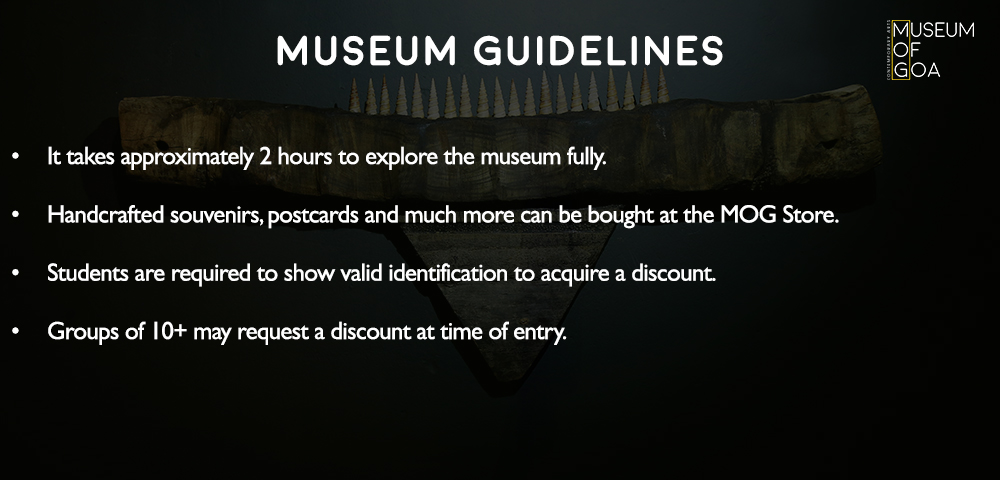 MUSEUM GUIDELINES
CONTEMPORARY ARTS
MUSEUM
OF
GOA
• It takes approximately 2 hours to explore the museum fully.
• Handcrafted souvenirs, postcards and much more can be bought at the MOG Store.
• Students are required to show valid identification to acquire a discount.
• Groups of 10+ may request a discount at time of entry.